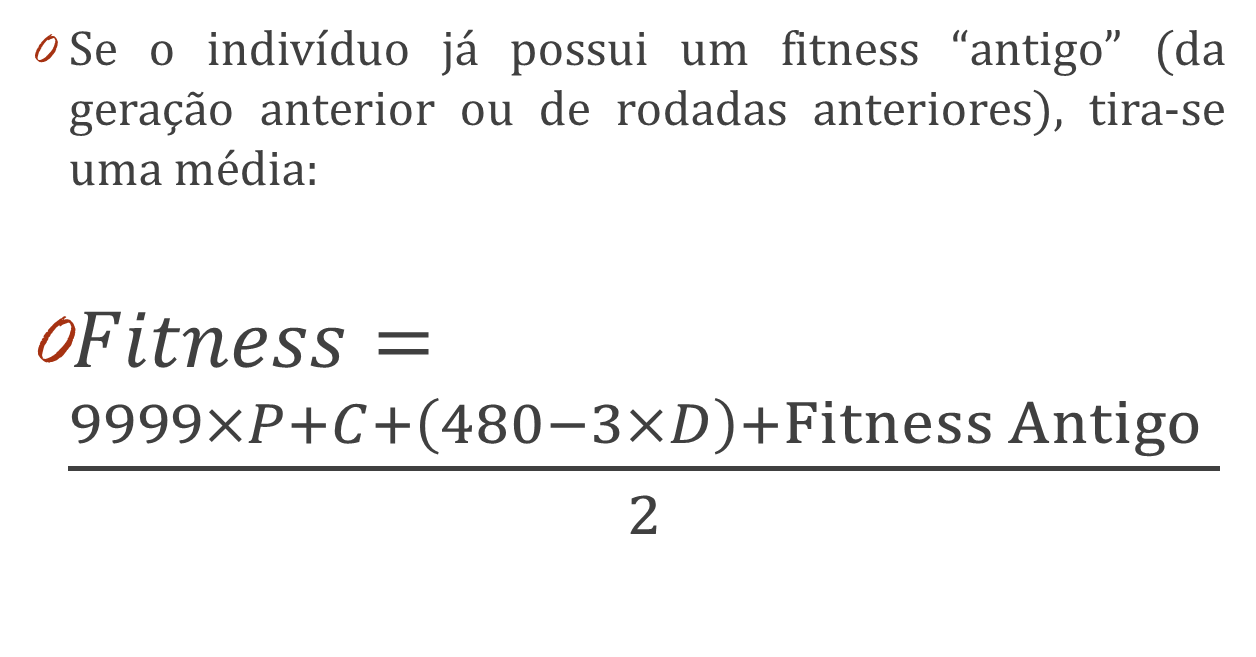 Se o indivíduo já possui um fitness “antigo” (da
geração anterior ou de rodadas anteriores), tira-se
uma média:
Fitness =
9999×P+C+(480−3×D)+Fitness Antigo
2